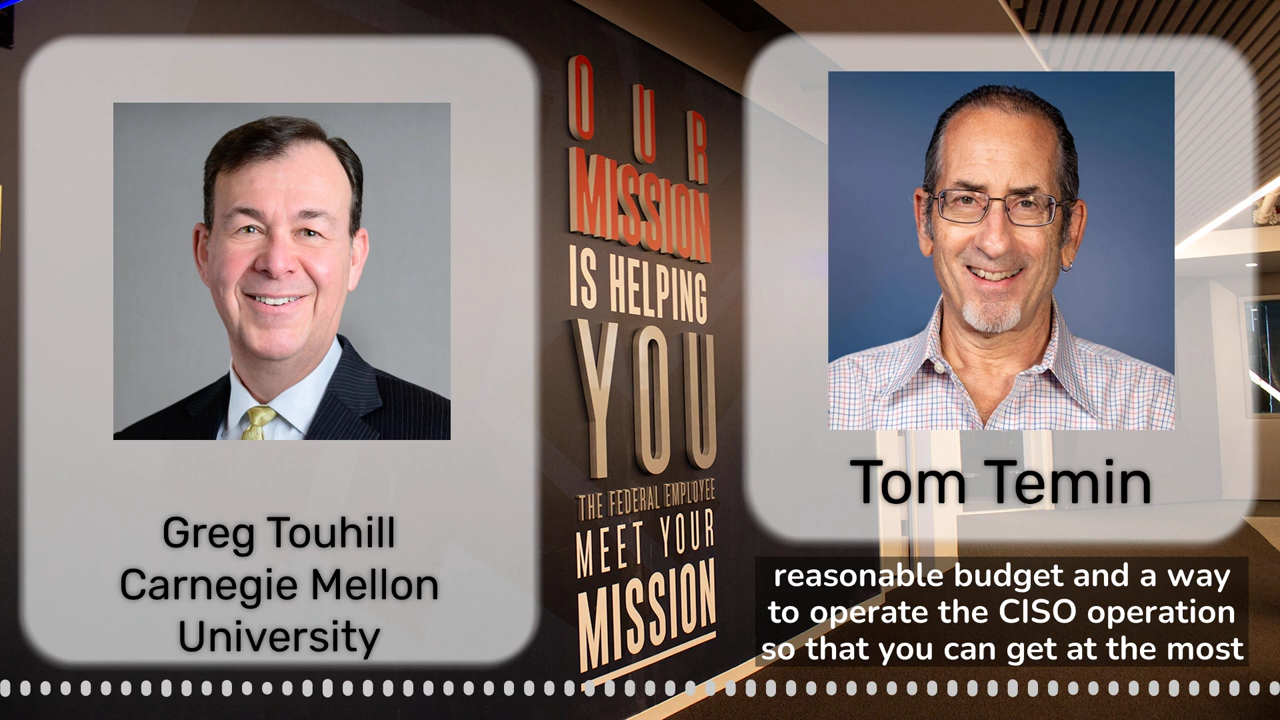 Greg Touhill
Carnegie Mellon
University
OUR
MISSION
IS HELPING
YOU
THE FEDERAL EMPLOYEE
MEET YOUR
MISSION
Tom Temin
reasonable budget and a way
to operate the CISO operation
so that you can get at the most